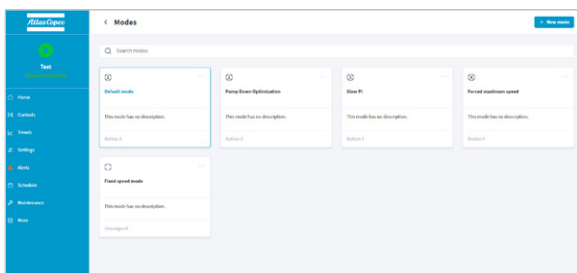 Atlas Copco
Modes
+ New mode
Test
Search modes
Default mode
Pump Down Optimization
Slow PI
Forced maximum speed
This mode has no description.
This mode has no description.
This mode has no description.
This mode has no description.
Button 1
Button 2
Button 3
Button 4
Fixed speed mode
This mode has no description.
Unassigned
Home
Controls
Trends
Settings
Alerts
Schedule
Maintenance
More